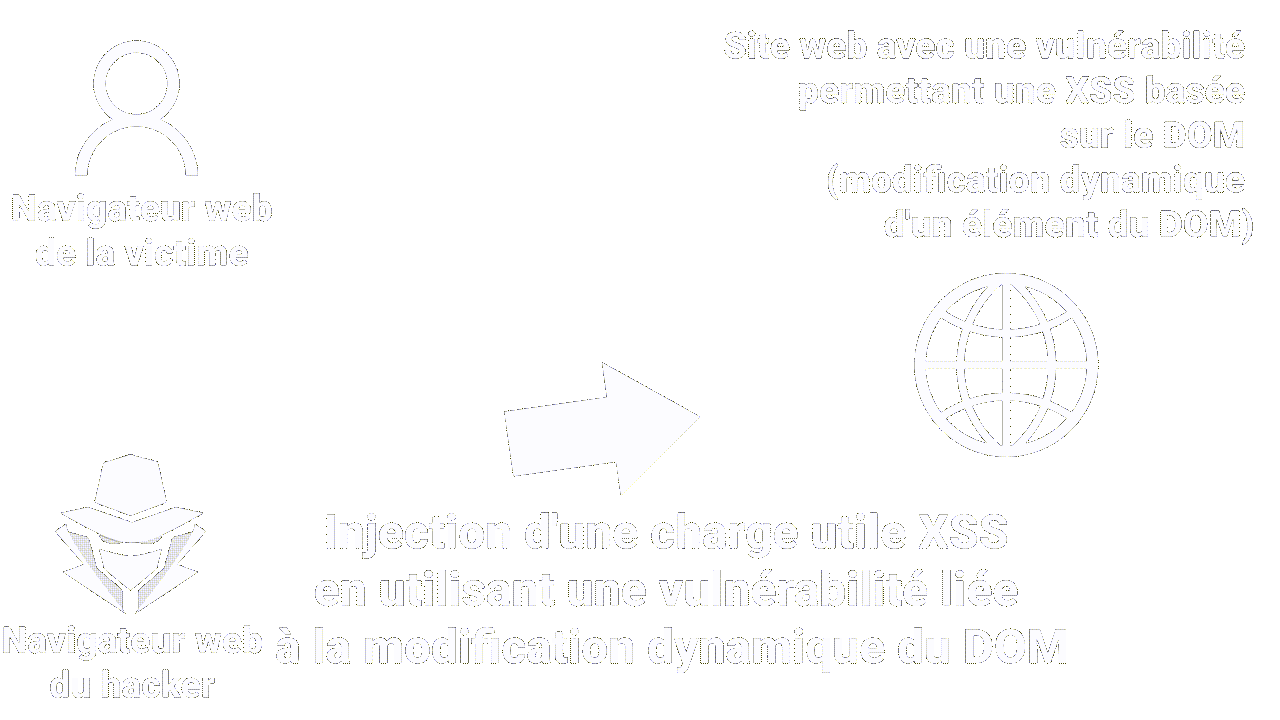 Site web avec une vulnérabilité
permettant une XSS basée
sur le DOM
(modification dynamique
d'un élément du DOM)
Navigateur web
de la victime
Injection d'une charge utile XSS
en utilisant une vulnérabilité liée
à la modification dynamique du DOM
Navigateur web
du hacker